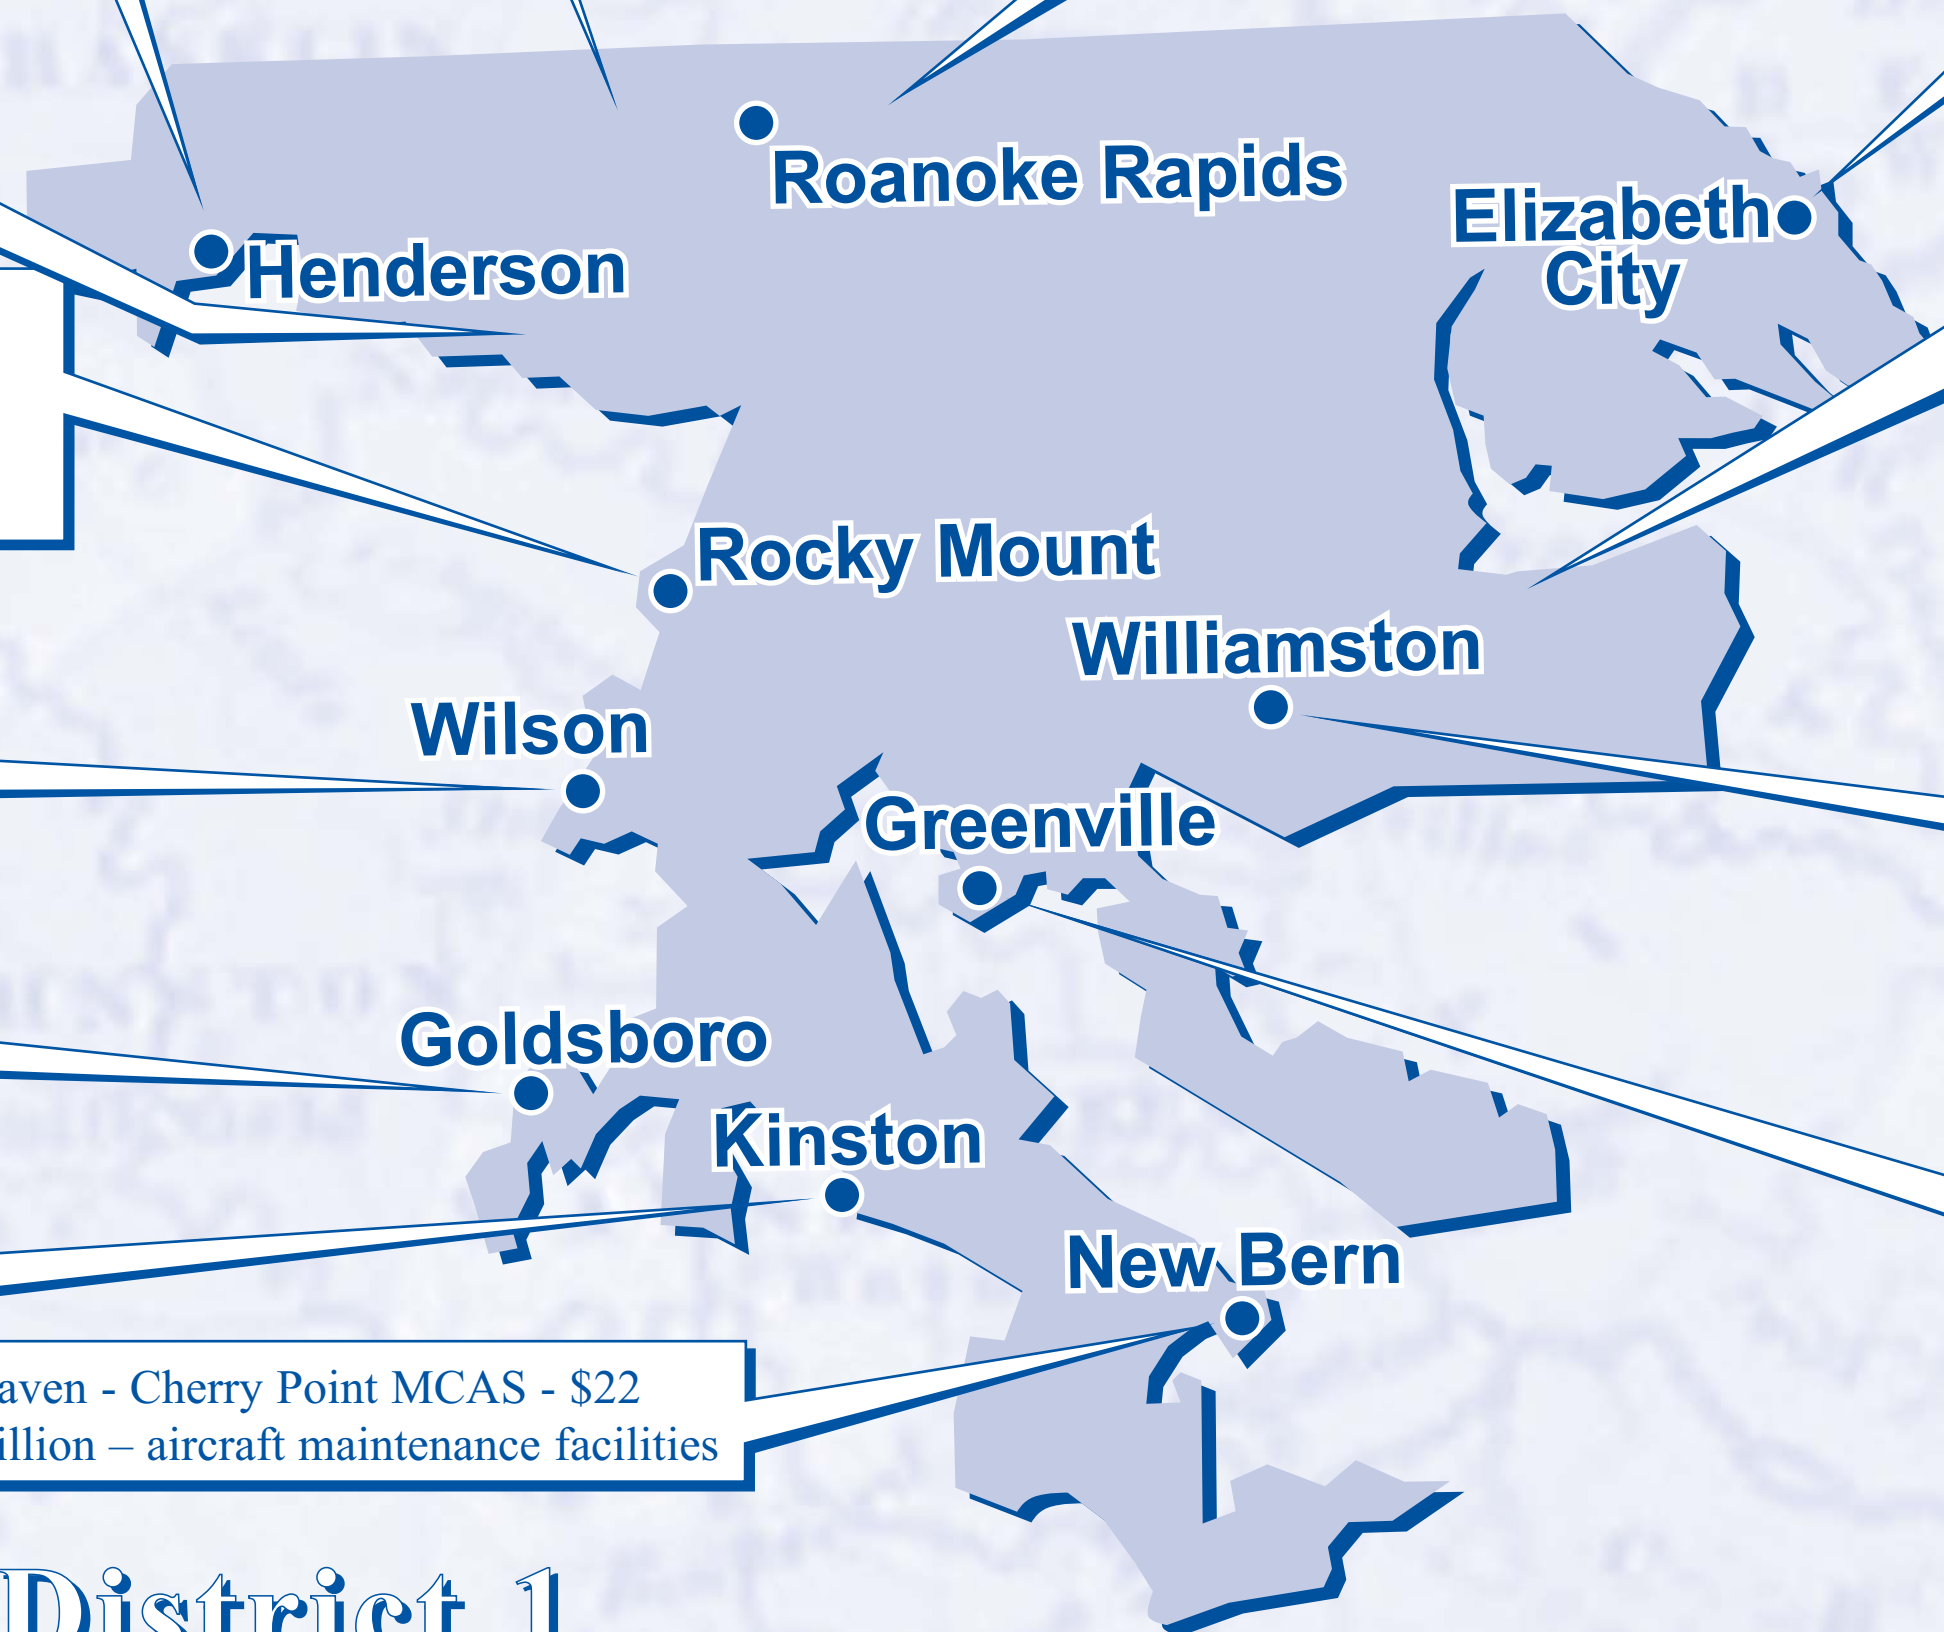 Roanoke Rapids
Elizabeth
City
Henderson
Rocky Mount
Williamston
Wilson
Greenville
Goldsboro
Kinston
New Bern
aven - Cherry Point MCAS - $22
illion – aircraft maintenance facilities
District 1